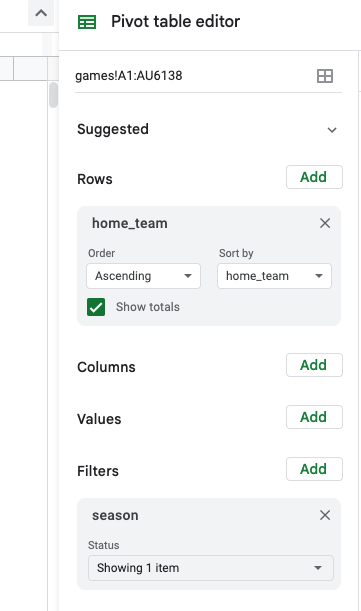 Pivot table editor
games!A1:AU6138
Suggested
Rows
Add
home_team
Order
Sort by
Ascending
home_team
Show totals
Columns
Add
Values
Add
Filters
Add
season
Status
Showing 1 item